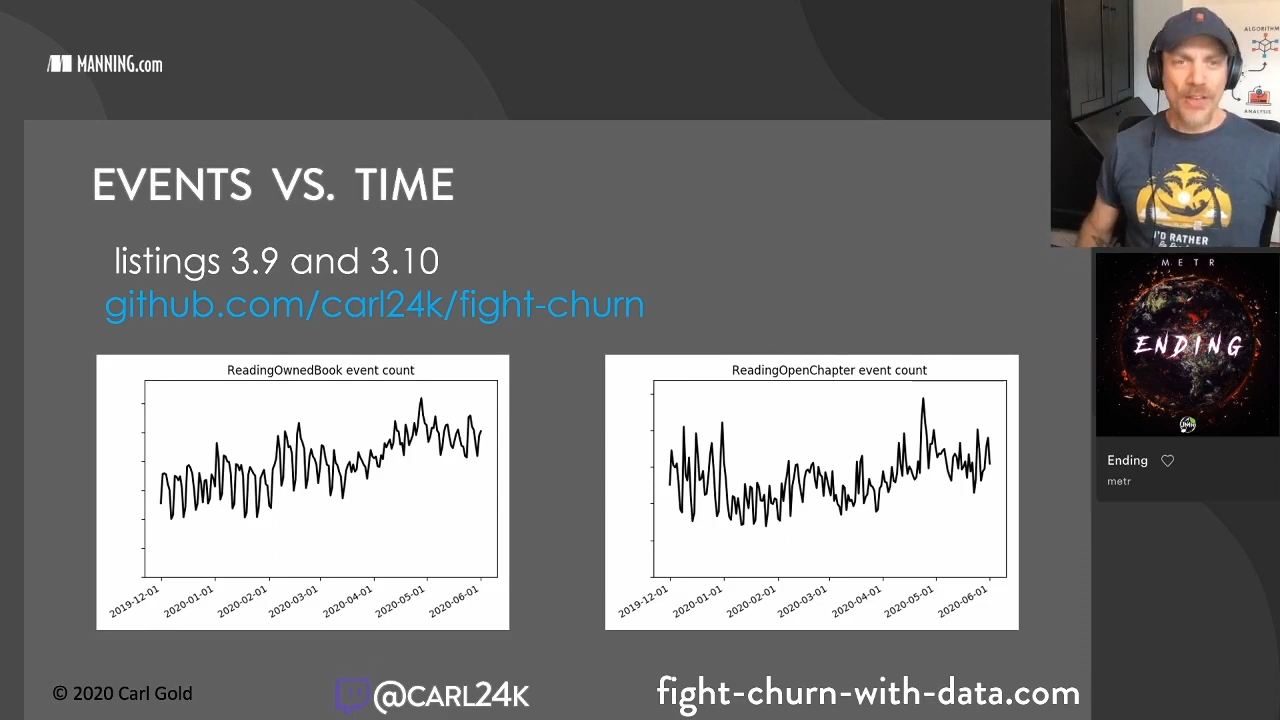 MANNING.com
ALGORITHM
ANALYSIS
I'D RATHER
EVENTS VS. TIME
listings 3.9 and 3.10
github.com/carl24k/fight-churn
METR
ENDING
Ending
metr
ReadingOwnedBook event count
2019-12-01
2020-01-01
2020-02-01
2020-03-01
2020-04-01
2020-05-01
2020-06-01
ReadingOpenChapter event count
2019-12-01
2020-01-01
2020-02-01
2020-03-01
2020-04-01
2020-05-01
2020-06-01
© 2020 Carl Gold
@CARL24K
fight-churn-with-data.com